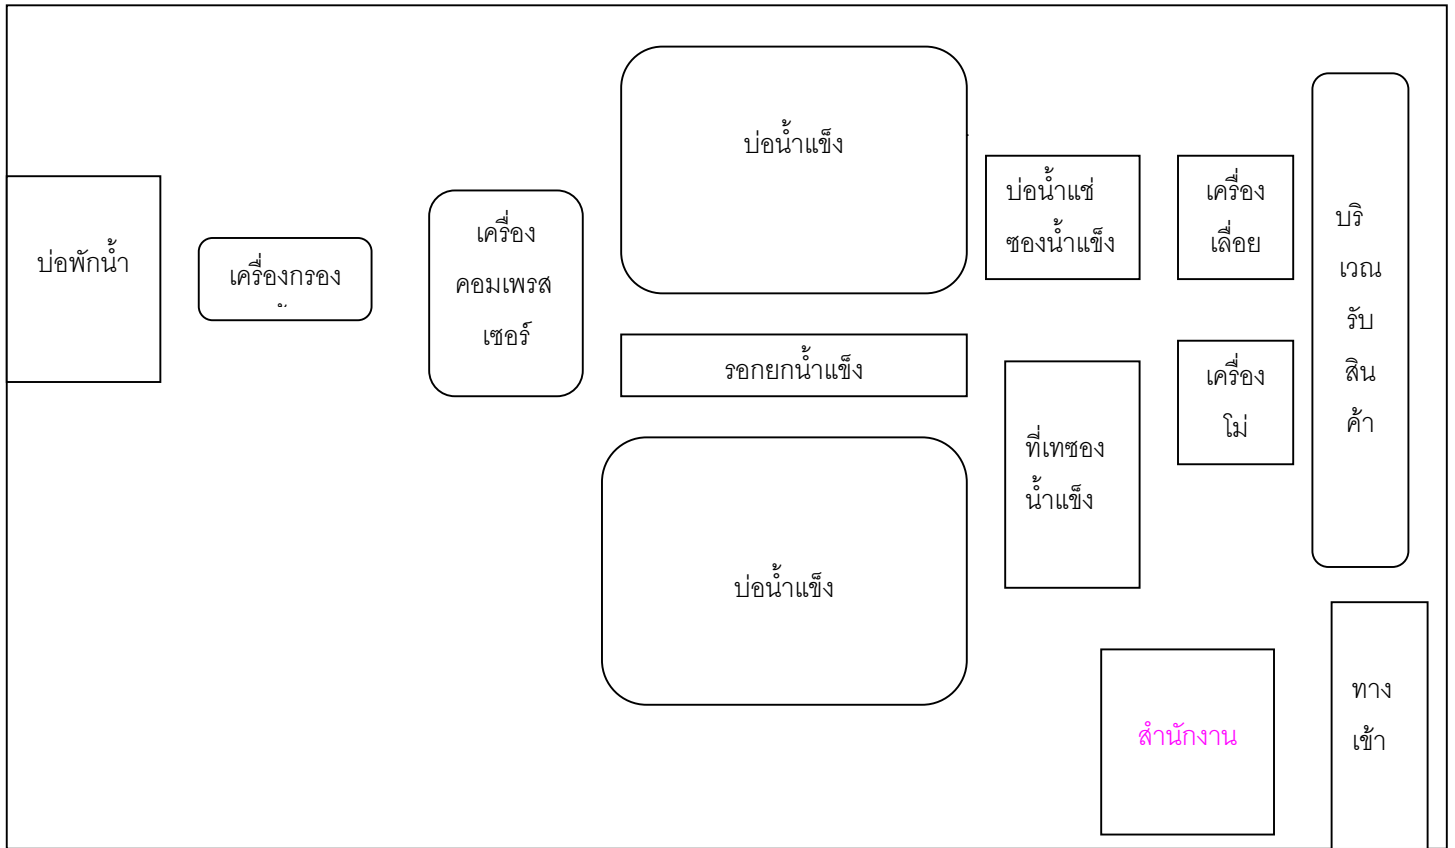 บ่อพักน้ำ
เครื่องกรอง
เครื่อง
คอมเพรส
เซอร์
บ่อน้ำแข็ง
รอกยกน้ำแข็ง
บ่อน้ำแข็ง
บ่อน้ำแช่
ซองน้ำแข็ง
ที่เทซอง
น้ำแข็ง
เครื่อง
เลื่อย
เครื่อง
โม่
บริ
เวณ
รับ
สิน
ค้า
สำนักงาน
ทาง
เข้า